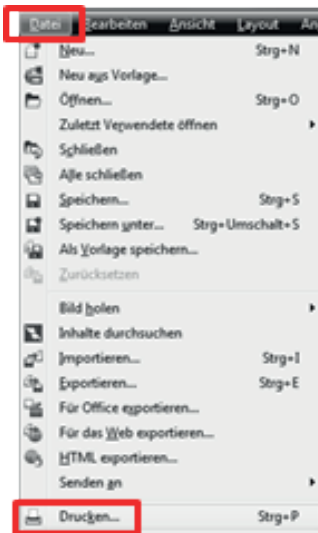 Datei Bearbeiten Ansicht Layout An
Neu... Strg+N
Neu aus Vorlage...
Öffnen... Strg+O
Zuletzt Verwendete öffnen
Schließen
Alle schließen
Speichern... Strg+S
Speichern unter... Strg+Umschalt+S
Als Vorlage speichern...
Zurücksetzen
Bild holen
Inhalte durchsuchen
Importieren... Strg+I
Exportieren... Strg+E
Für Office exportieren...
Für das Web exportieren...
HTML exportieren...
Senden an
Drucken... Strg+P